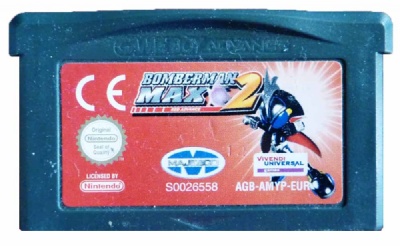 GAME BOY ADVANCE
BOMBERMAN
MAX 2
CE
Original
Nintendo
Seal of
Quality
LICENSED BY
Nintendo
MAJESCO
S0026558
VIVENDI
UNIVERSAL
AGB-AMYP-EUR